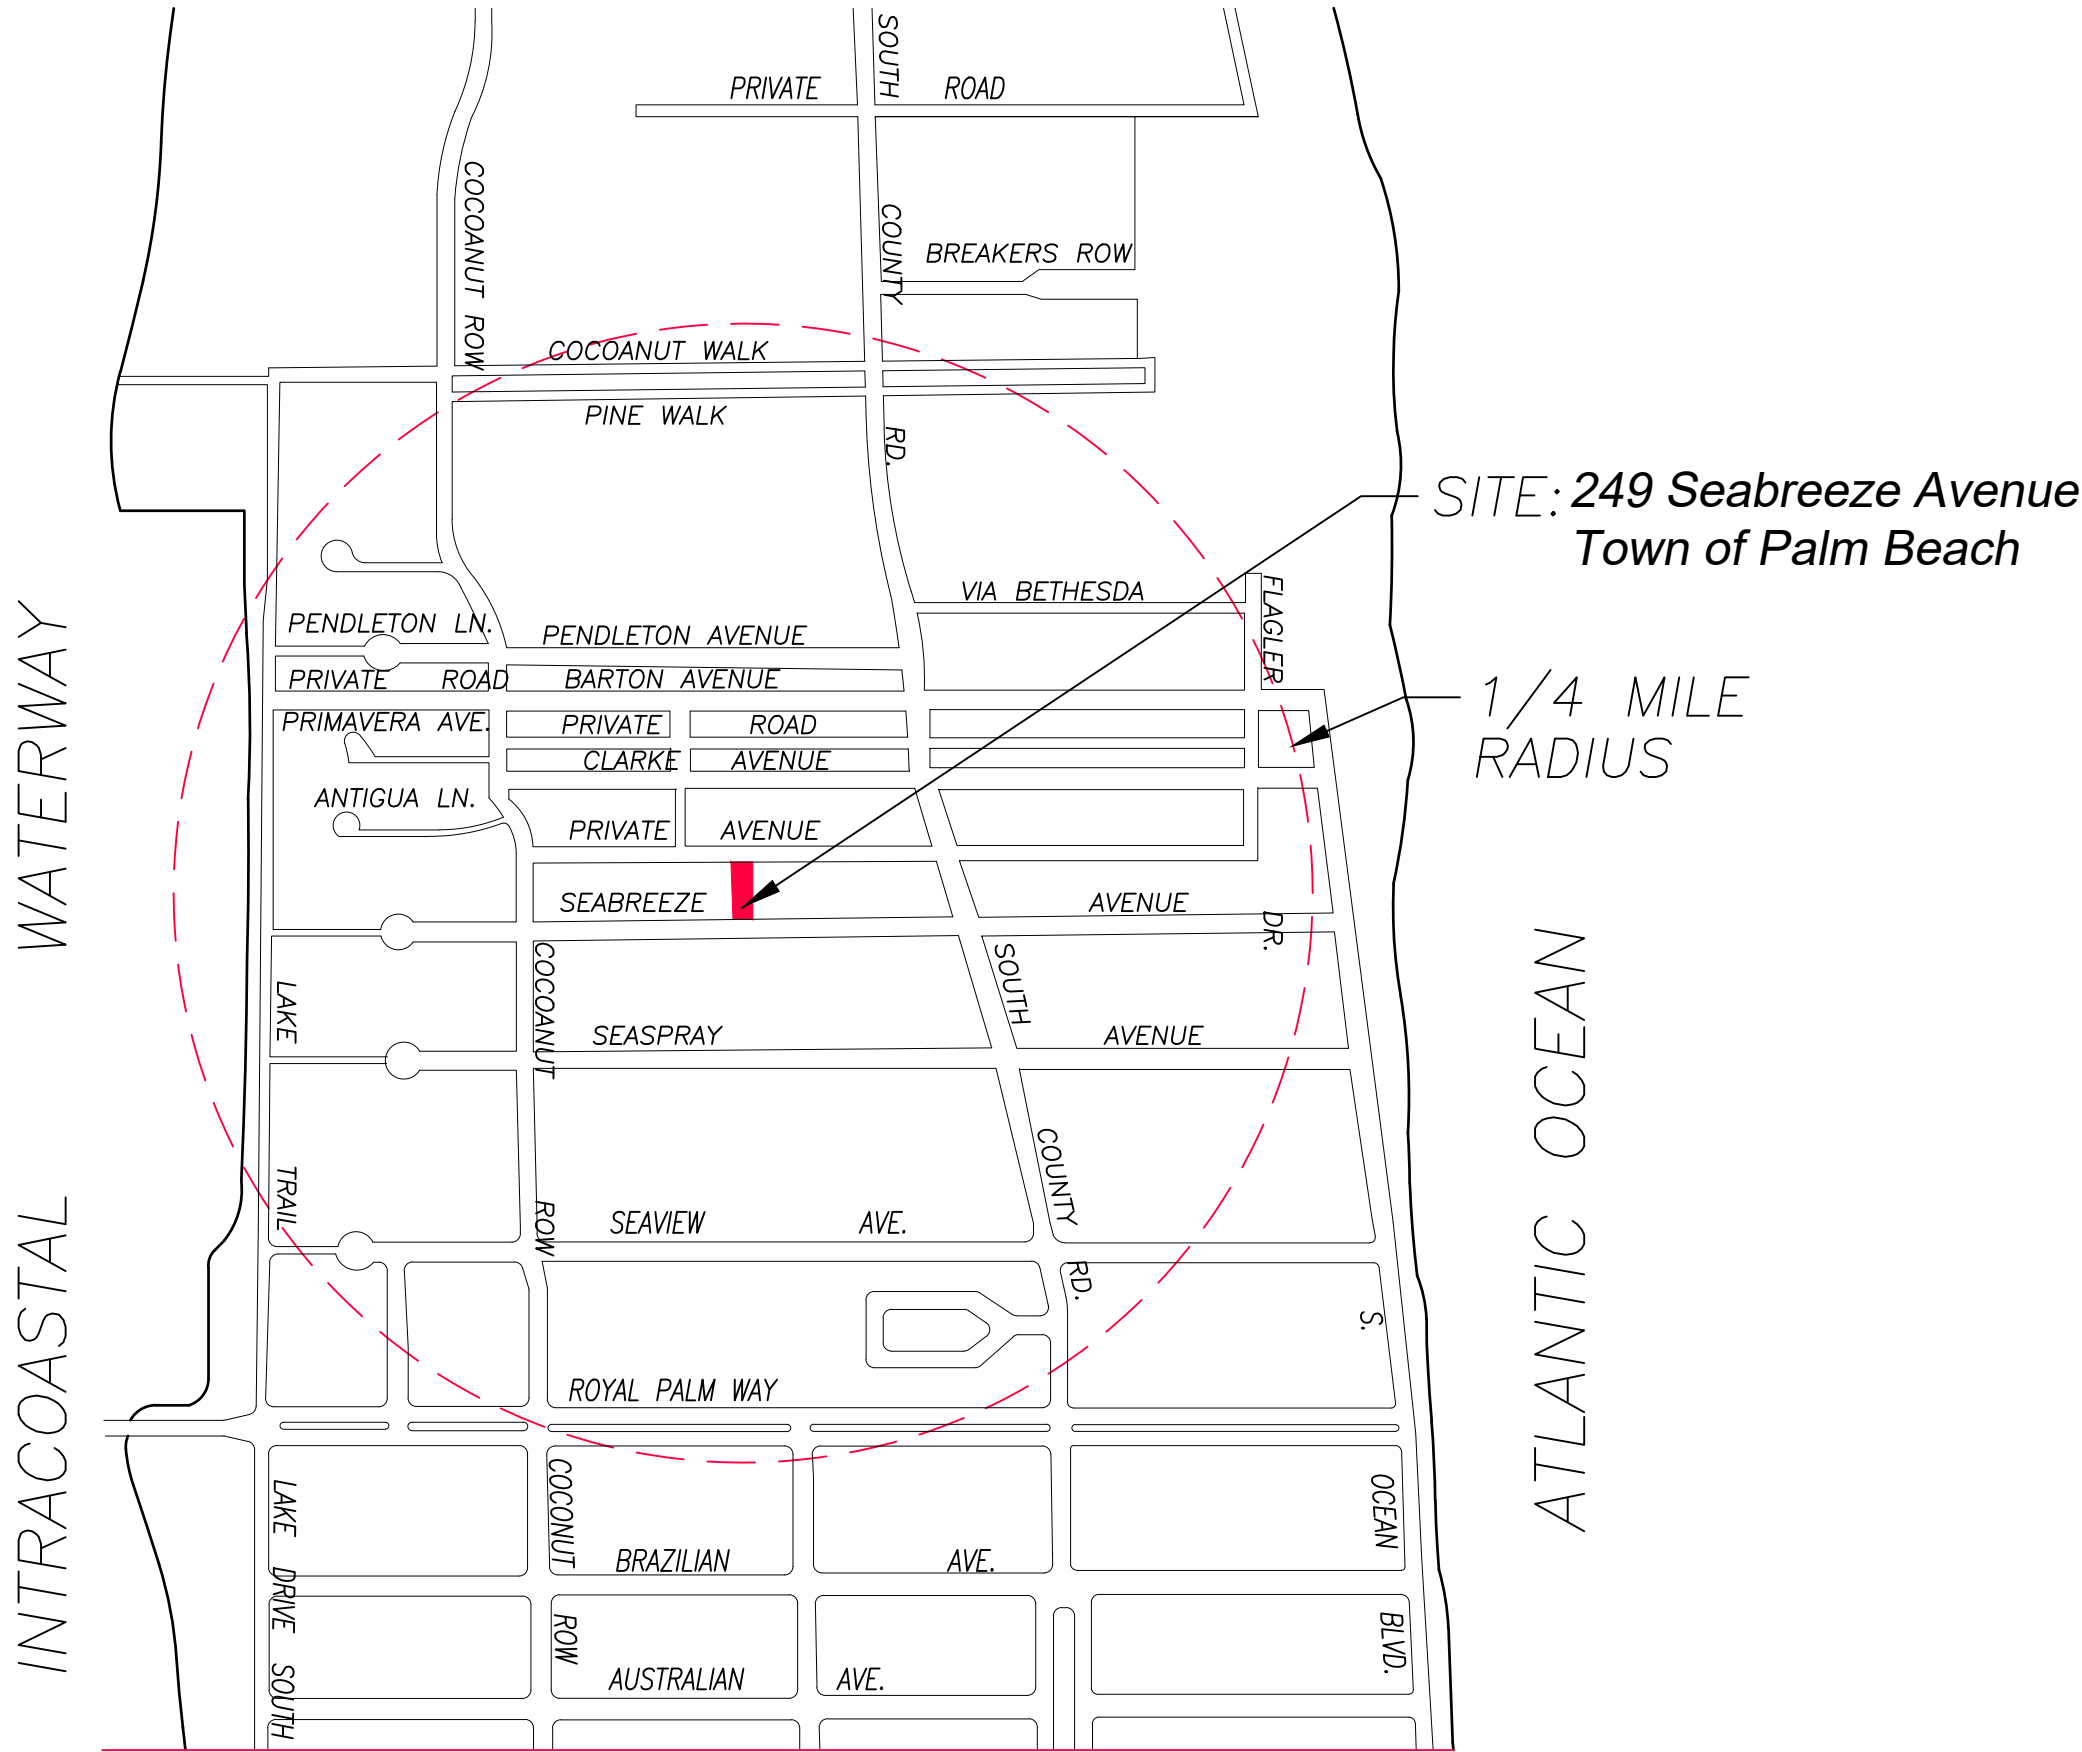 SOUTH
PRIVATE ROAD
COCOANUT ROW
COUNTY
BREAKERS ROW
COCOANUT WALK
PINE WALK
RD.
SITE: 249 Seabreeze Avenue
Town of Palm Beach
VIA BETHESDA
FLAGLER
PENDLETON LN.
PENDLETON AVENUE
PRIVATE ROAD
BARTON AVENUE
1/4 MILE
RADIUS
PRIMAVERA AVE.
PRIVATE ROAD
CLARKE AVENUE
ANTIGUA LN.
PRIVATE AVENUE
SEABREEZE AVENUE
DR.
INTRACOASTAL WATERWAY
ATLANTIC OCEAN
LAKE TRAIL
COCOANUT ROW
SOUTH COUNTY RD.
SEASPRAY AVENUE
SEAVIEW AVE.
S. OCEAN BLVD.
ROYAL PALM WAY
LAKE DRIVE SOUTH
COCONUT ROW
BRAZILIAN AVE.
AUSTRALIAN AVE.